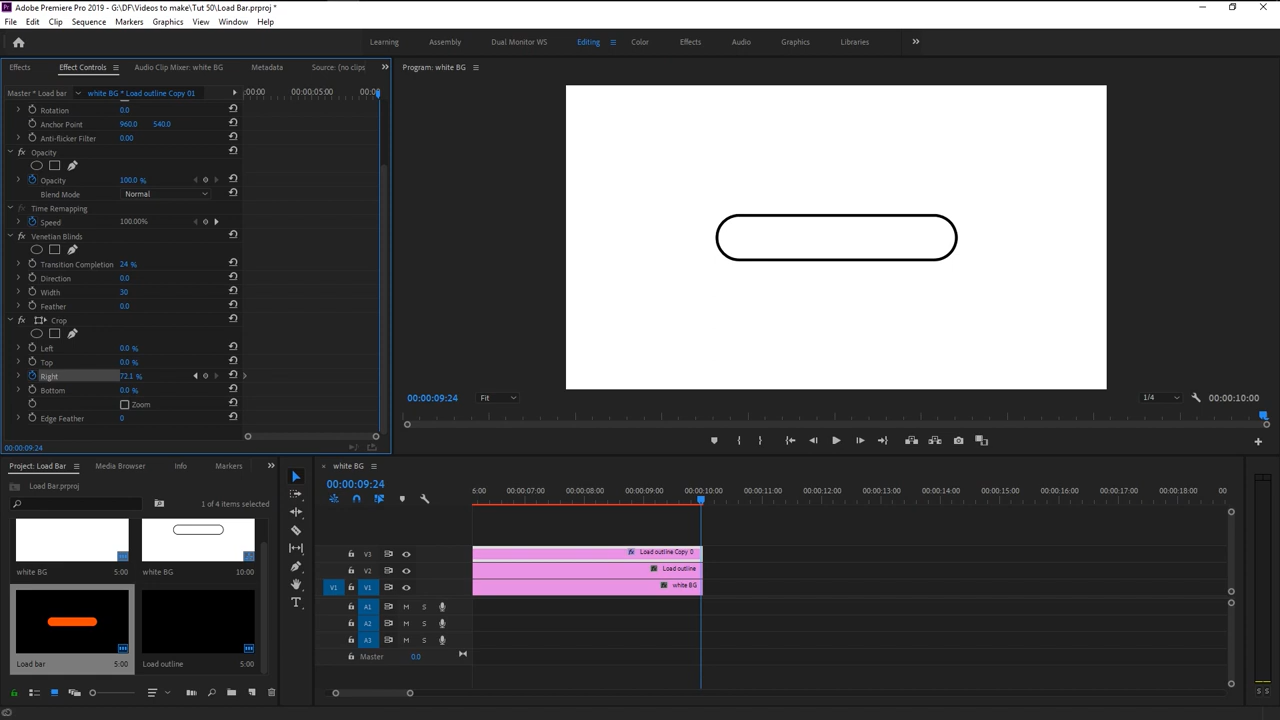 Adobe Premiere Pro 2019 - G:\DF\Videos to make\Tut 50\Load Bar.prproj *
File Edit Clip Sequence Markers Graphics View Window Help
Learning Assembly Dual Monitor WS Editing Color Effects Audio Graphics Libraries
Effects Effect Controls Audio Clip Mixer: white BG Metadata Source: (no clips
Program: white BG
Master * Load bar white BG * Load outline Copy 01
:00:00 00:00:05:00 00:00
Rotation 0.0
Anchor Point 960.0 540.0
Anti-flicker Filter 0.00
fx Opacity
Opacity 100.0 %
Blend Mode Normal
Time Remapping
Speed 100.00%
fx Venetian Blinds
Transition Completion 24 %
Direction 0.0
Width 30
Feather 0.0
fx Crop
Left 0.0 %
Top 0.0 %
Right 72.1 %
Bottom 0.0 %
Zoom
Edge Feather 0
00:00:09:24
00:00:09:24 Fit 1/4 00:00:10:00
Project: Load Bar Media Browser Info Markers
Load Bar.prproj
1 of 4 items selected
white BG 5:00
white BG 10:00
Load bar 5:00
Load outline 5:00
white BG
00:00:09:24
6:00 00:00:07:00 00:00:08:00 00:00:09:00 00:00:10:00 00:00:11:00 00:00:12:00 00:00:13:00 00:00:14:00 00:00:15:00 00:00:16:00 00:00:17:00 00:00:18:00 00
V3 fx Load outline Copy 0
V2 fx Load outline
V1 V1 fx white BG
A1 M S
A2 M S
A3 M S
Master 0.0
S S